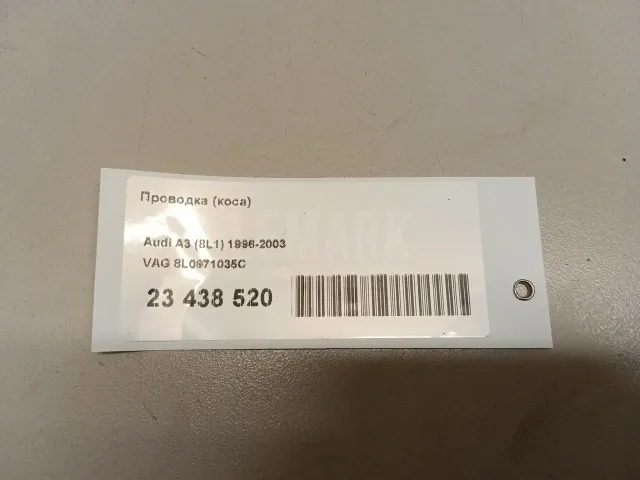 Проводка (коса)
Audi A3 (8L1) 1996-2003
VAG 8L0971035C
23 438 520